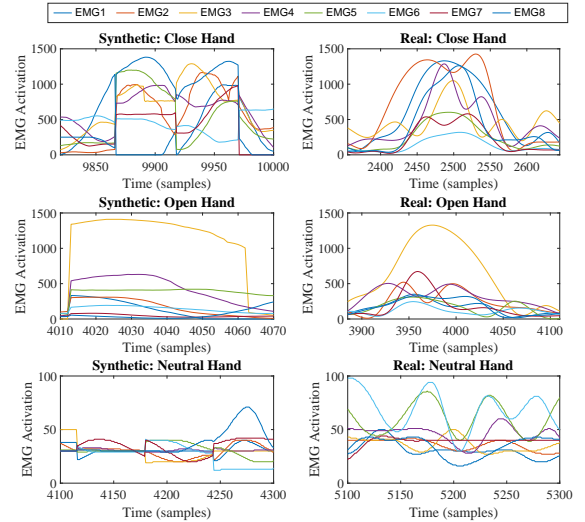 EMG1 EMG2 EMG3 EMG4 EMG5 EMG6 EMG7 EMG8
Synthetic: Close Hand
1500
1000
500
0
EMG Activation
9850 9900 9950 10000
Time (samples)
Real: Close Hand
1500
1000
500
0
EMG Activation
2400 2500 2600
Time (samples)
Synthetic: Open Hand
1500
1000
500
0
EMG Activation
4010 4020 4030 4040 4050 4060 4070
Time (samples)
Real: Open Hand
1500
1000
500
0
EMG Activation
3900 3950 4000 4050 4100
Time (samples)
Synthetic: Neutral Hand
100
50
0
EMG Activation
4100 4150 4200 4250 4300
Time (samples)
Real: Neutral Hand
100
50
0
EMG Activation
5100 5150 5200 5250 5300
Time (samples)